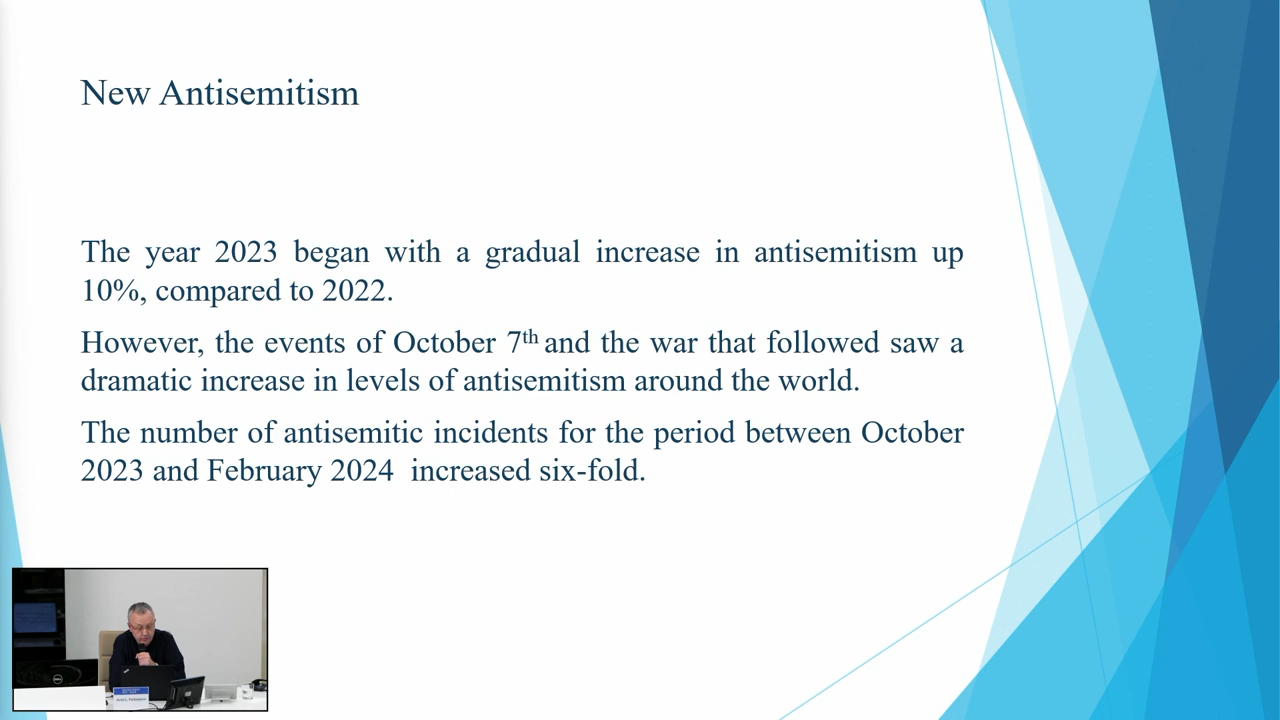 New Antisemitism
The year 2023 began with a gradual increase in antisemitism up
10%, compared to 2022.
However, the events of October 7th and the war that followed saw a
dramatic increase in levels of antisemitism around the world.
The number of antisemitic incidents for the period between October
2023 and February 2024  increased six-fold.
DELL